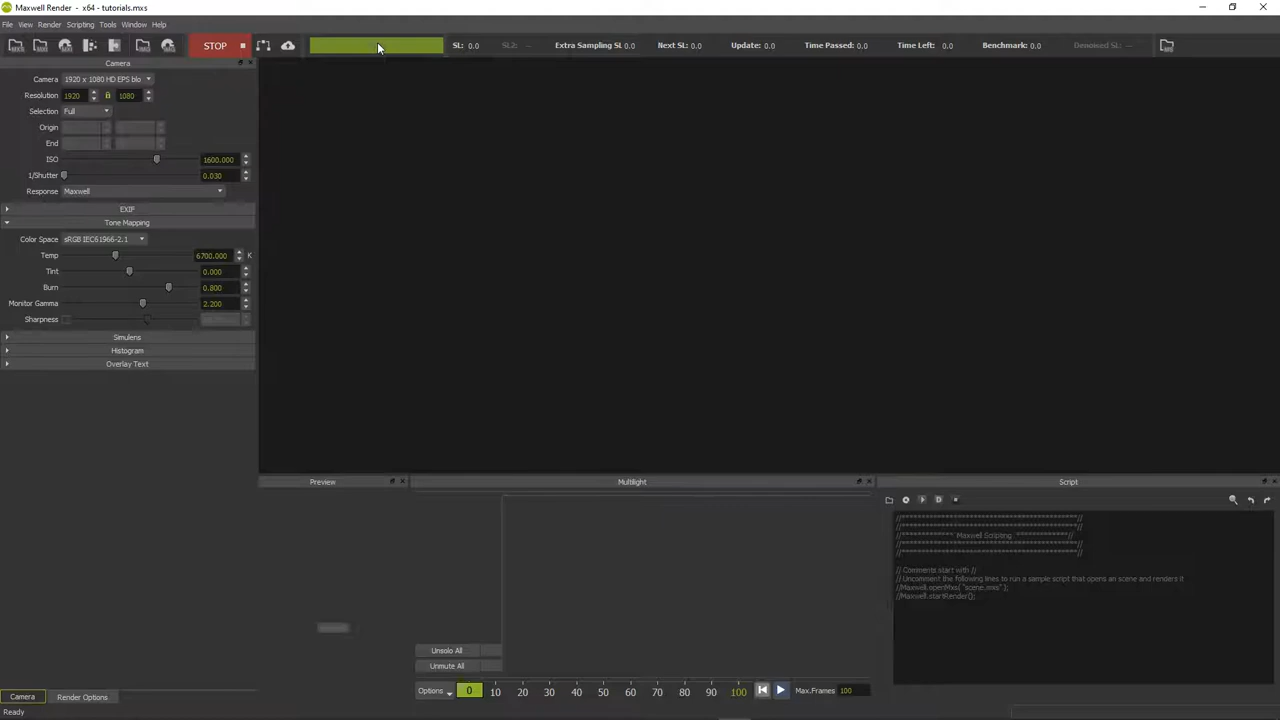 Maxwell Render - x64 - tutorials.mxs
File View Render Scripting Tools Window Help
STOP SL: 0.0 SL2: -- Extra Sampling SL 0.0 Next SL: 0.0 Update: 0.0 Time Passed: 0.0 Time Left: 0.0 Benchmark: 0.0 Denoised SL: ---
Camera
Camera 1920 x 1080 HD EPS blo
Resolution 1920 1080
Selection Full
Origin
End
ISO 1600.000
1/Shutter 0.030
Response Maxwell
EXIF
Tone Mapping
Color Space sRGB IEC61966-2.1
Temp 6700.000 K
Tint 0.000
Burn 0.800
Monitor Gamma 2.200
Sharpness
Simulens
Histogram
Overlay Text
Preview Multilight Script
//************* Maxwell Scripting **************//
// Comments start with //
// Uncomment the following lines to run a sample script that opens an scene and renders it
//Maxwell.openMxs( "scene.mxs" );
//Maxwell.startRender();
Unsolo All
Unmute All
Options 0 10 20 30 40 50 60 70 80 90 100 Max.Frames 100
Camera Render Options
Ready